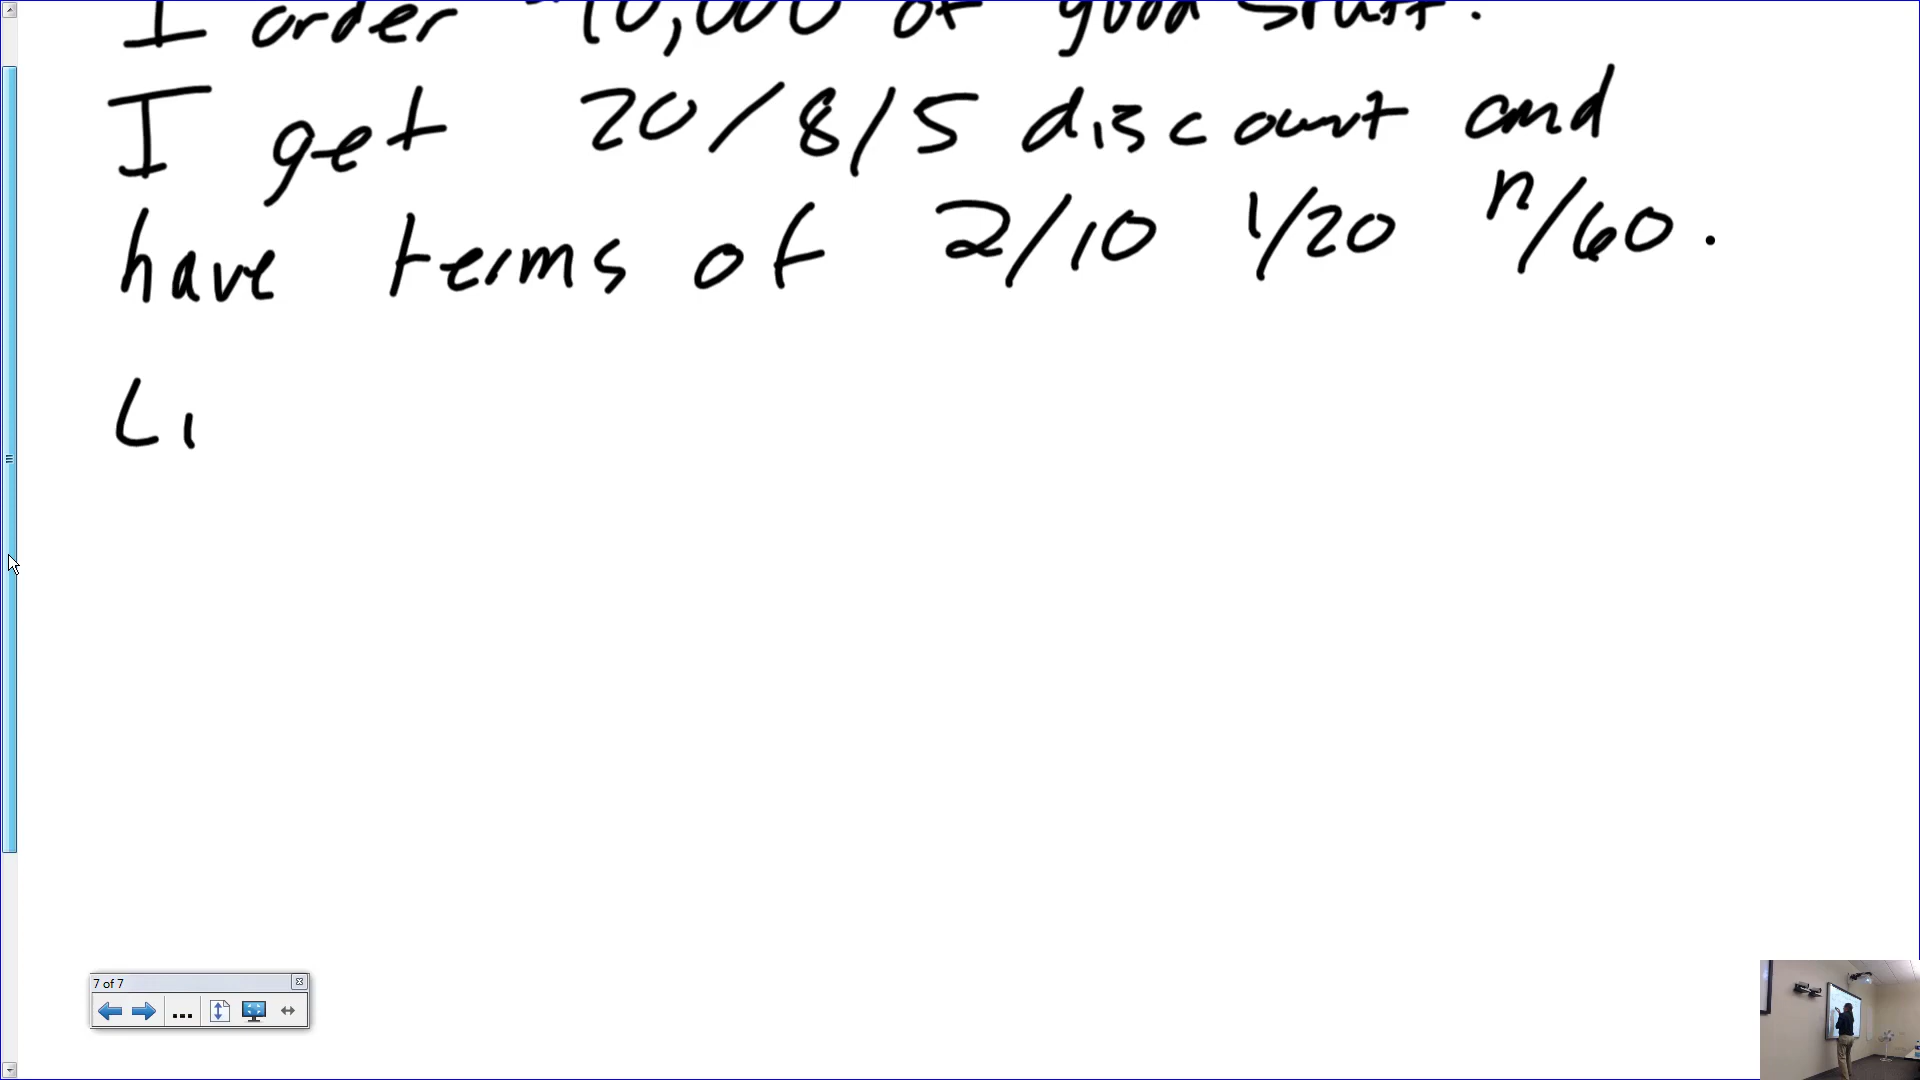 I order 10,000 of good stuff.
I get 20/8/5 discount and
have terms of 2/10 1/20 n/60.
Li
7 of 7